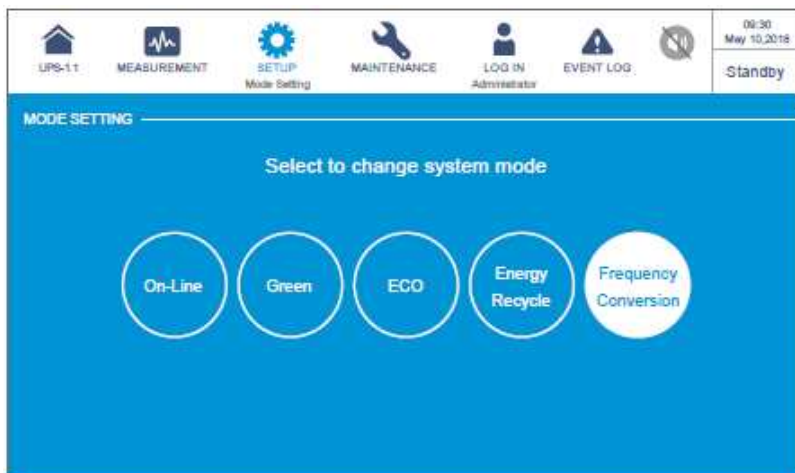 UPS-1.1
MEASUREMENT
SETUP
Mode Setting
MAINTENANCE
LOG IN
Administrator
EVENT LOG
09:30
May 10,2018
Standby
MODE SETTING
Select to change system mode
On-Line
Green
ECO
Energy
Recycle
Frequency
Conversion